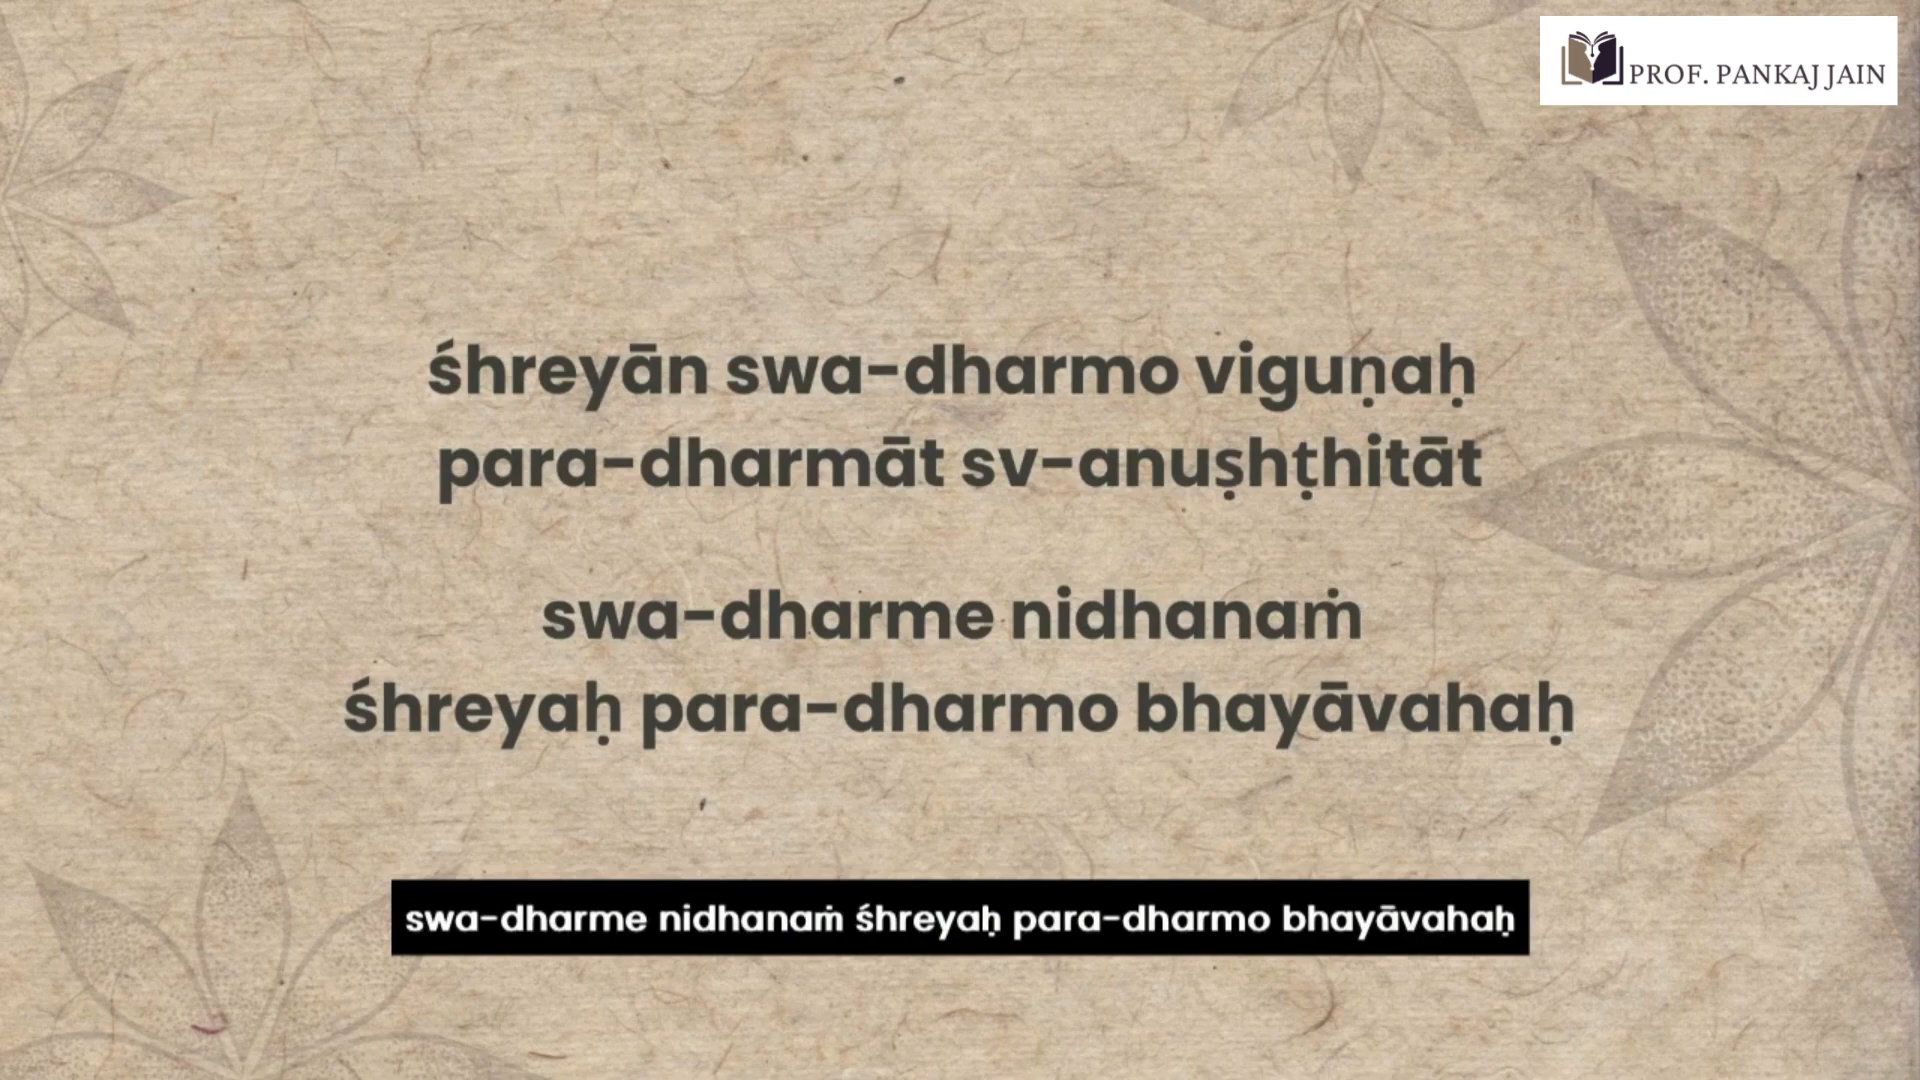 PROF. PANKAJ JAIN
śhreyān swa-dharmo viguṇaḥ
para-dharmāt sv-anuṣhṭhitāt
swa-dharme nidhanaṁ
śhreyaḥ para-dharmo bhayāvahaḥ
swa-dharme nidhanaṁ śhreyaḥ para-dharmo bhayāvahaḥ